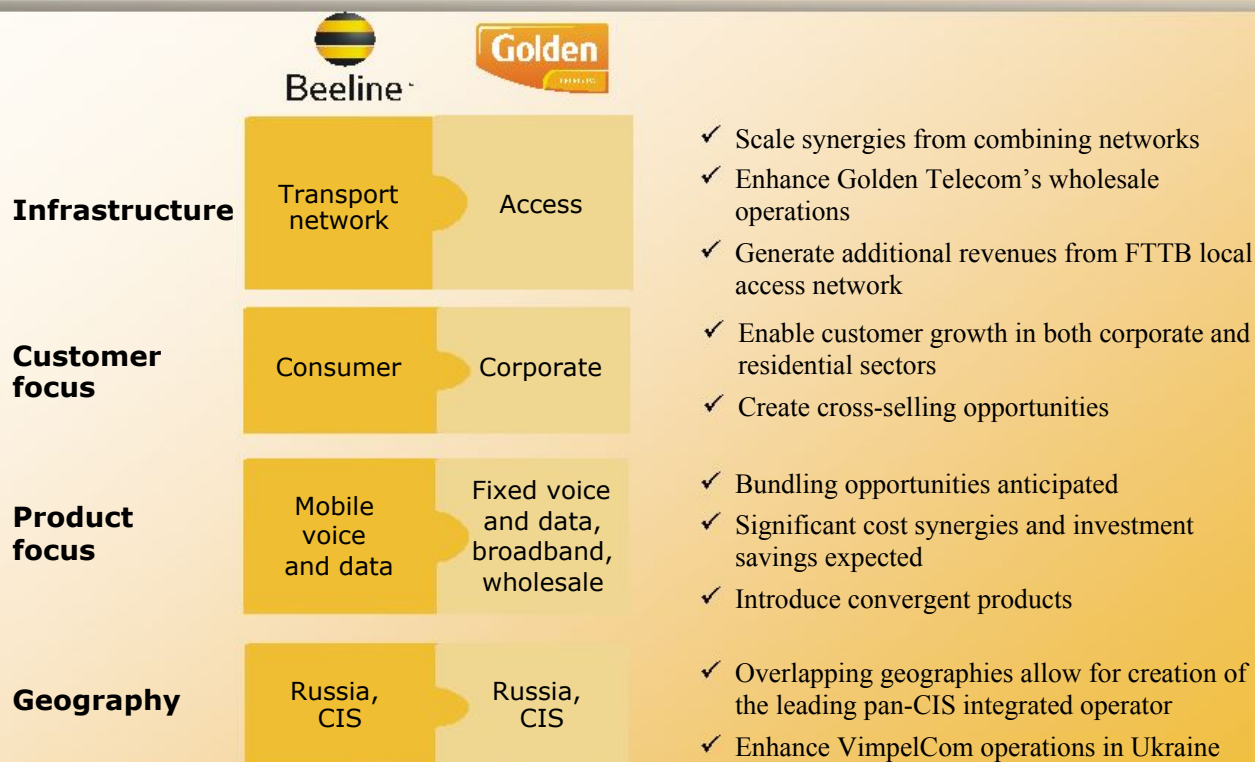 Beeline
Golden
Infrastructure
Transport
network
Access
✓ Scale synergies from combining networks
✓ Enhance Golden Telecom's wholesale
operations
✓ Generate additional revenues from FTTB local
access network
Customer
focus
Consumer
Corporate
✓ Enable customer growth in both corporate and
residential sectors
✓ Create cross-selling opportunities
Product
focus
Mobile
voice
and data
Fixed voice
and data,
broadband,
wholesale
✓ Bundling opportunities anticipated
✓ Significant cost synergies and investment
savings expected
✓ Introduce convergent products
Geography
Russia,
CIS
Russia,
CIS
✓ Overlapping geographies allow for creation of
the leading pan-CIS integrated operator
✓ Enhance VimpelCom operations in Ukraine